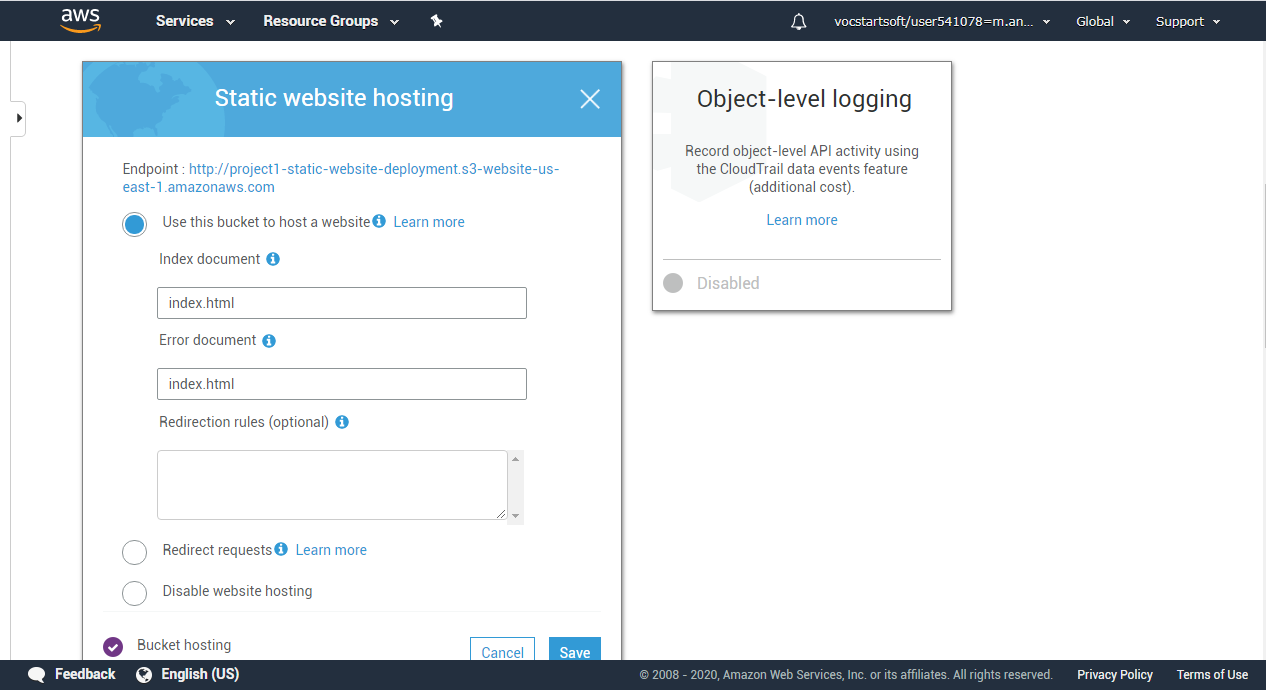 aws Services Resource Groups vocstartsoft/user541078=m.an... Global Support
Static website hosting
Endpoint : http://project1-static-website-deployment.s3-website-us-
east-1.amazonaws.com
Use this bucket to host a website Learn more
Index document
index.html
Error document
index.html
Redirection rules (optional)
Redirect requests Learn more
Disable website hosting
Bucket hosting Cancel Save
Object-level logging
Record object-level API activity using
the CloudTrail data events feature
(additional cost).
Learn more
Disabled
Feedback English (US) © 2008 - 2020, Amazon Web Services, Inc. or its affiliates. All rights reserved. Privacy Policy Terms of Use